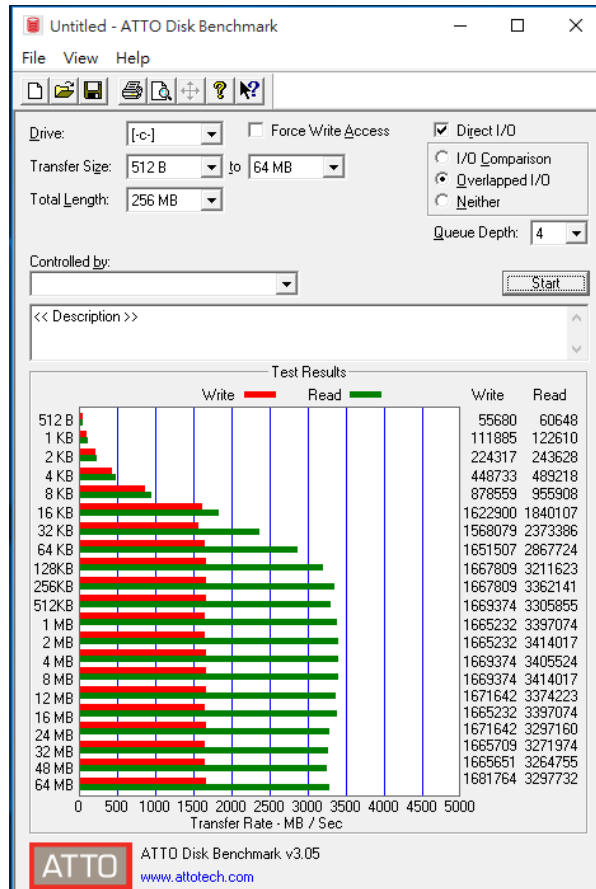 Untitled - ATTO Disk Benchmark
File View Help
Drive: [-c-] Force Write Access Direct I/O
Transfer Size: 512 B to 64 MB I/O Comparison
Overlapped I/O
Total Length: 256 MB Neither
Queue Depth: 4
Controlled by:
Start
<< Description >>
Test Results
Write Read Write Read
512 B 55680 60648
1 KB 111885 122610
2 KB 224317 243628
4 KB 448733 489218
8 KB 878559 955908
16 KB 1622900 1840107
32 KB 1568079 2373386
64 KB 1651507 2867724
128KB 1667809 3211623
256KB 1667809 3362141
512KB 1669374 3305855
1 MB 1665232 3397074
2 MB 1665232 3414017
4 MB 1669374 3405524
8 MB 1669374 3414017
12 MB 1671642 3374223
16 MB 1665232 3397074
24 MB 1671642 3297160
32 MB 1665709 3271974
48 MB 1665651 3264755
64 MB 1681764 3297732
0 500 1000 1500 2000 2500 3000 3500 4000 4500 5000
Transfer Rate - MB / Sec
ATTO
ATTO Disk Benchmark v3.05
www.attotech.com